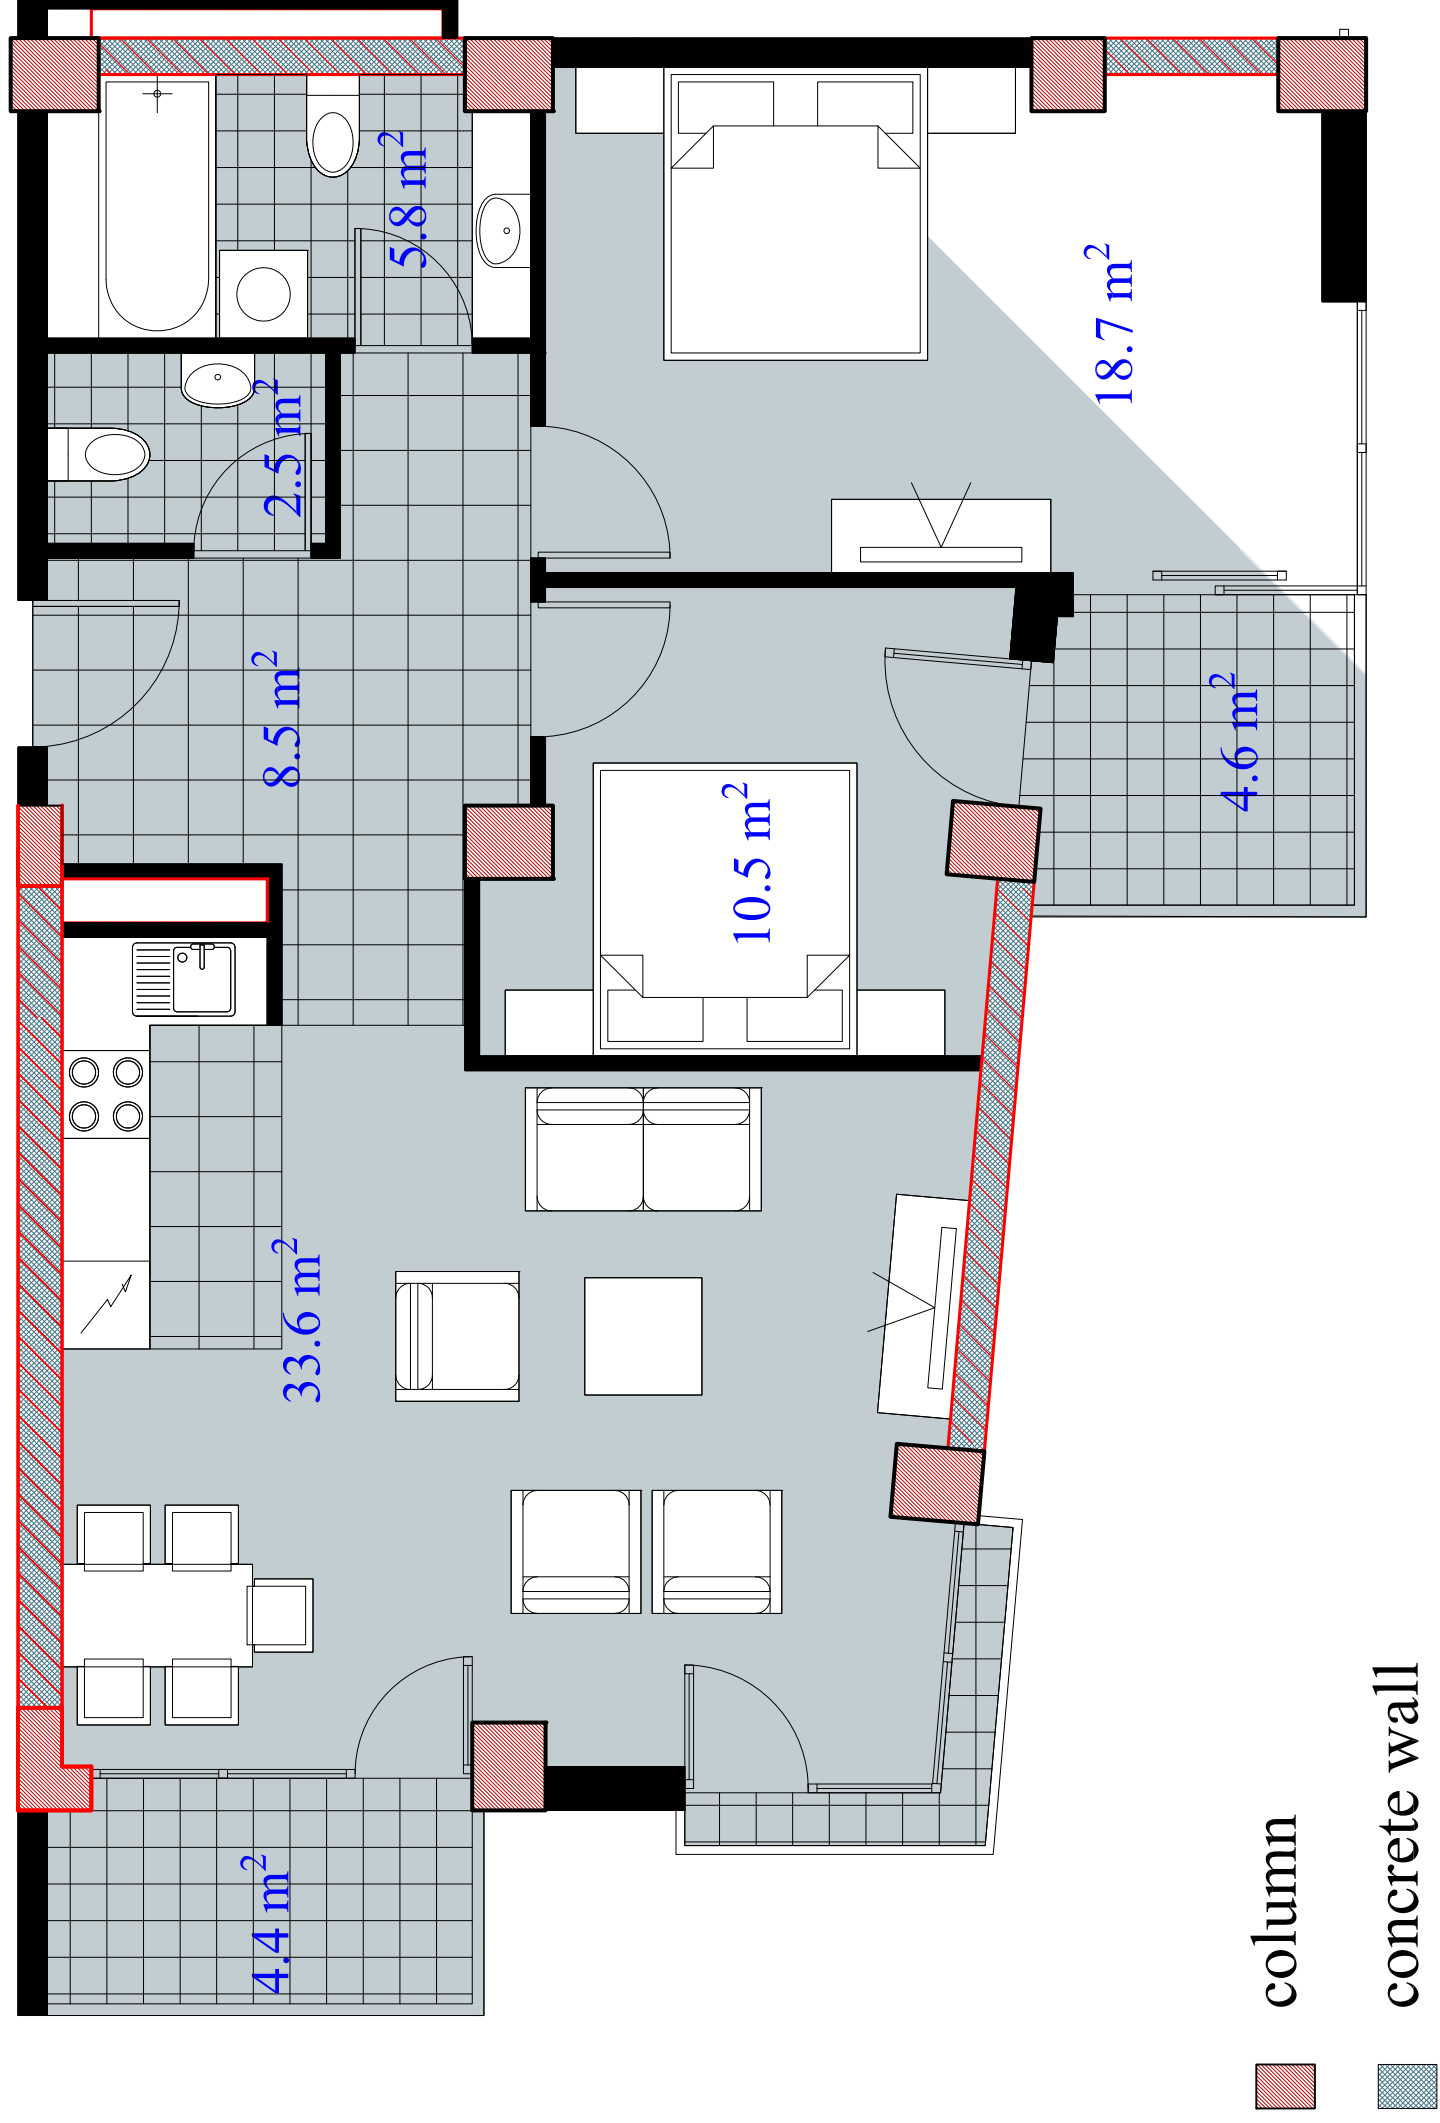 5.8 m²
2.5 m²
18.7 m²
8.5 m²
4.6 m²
10.5 m²
33.6 m²
4.4 m²
column
concrete wall